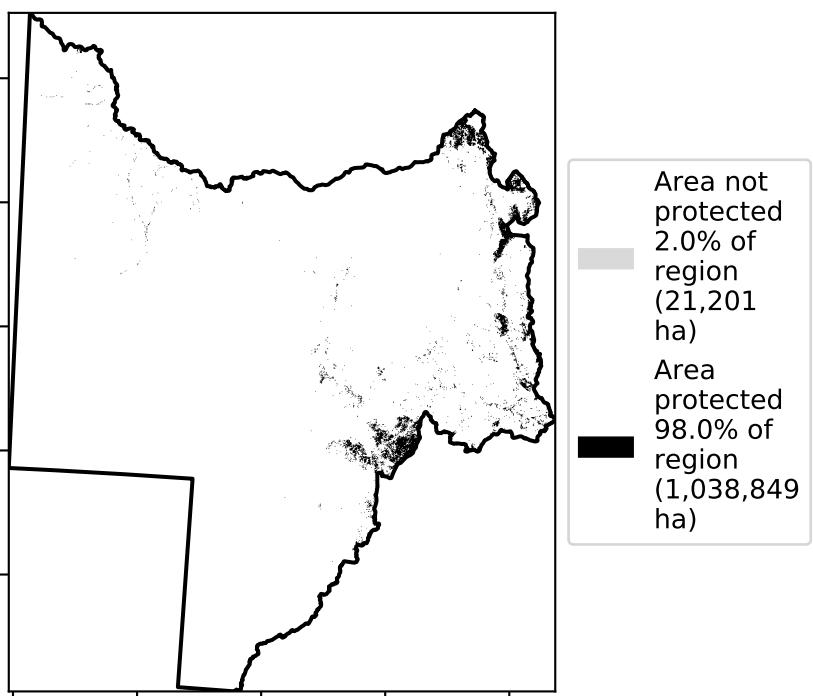 Area not
protected
2.0% of
region
(21,201
ha)
Area
protected
98.0% of
region
(1,038,849
ha)